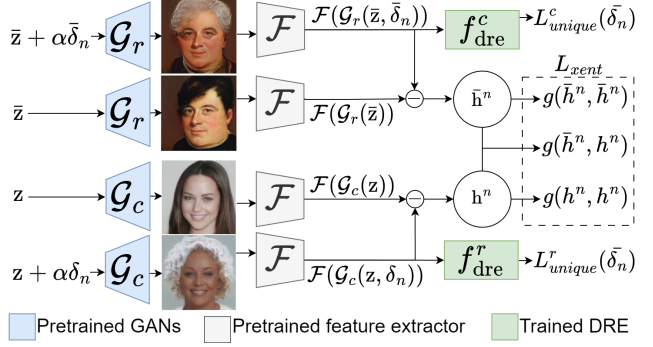 z̄ + αδ̄ₙ 𝒢ᵣ ℱ ℱ(𝒢ᵣ(z̄, δ̄ₙ)) f^c_dre L^c_unique(δ̄ₙ)
L_xent
z̄ 𝒢ᵣ ℱ ℱ(𝒢ᵣ(z̄)) − h̄ⁿ g(h̄ⁿ, h̄ⁿ)
g(h̄ⁿ, hⁿ)
z 𝒢_c ℱ ℱ(𝒢_c(z)) − hⁿ g(hⁿ, hⁿ)
z + αδₙ 𝒢_c ℱ ℱ(𝒢_c(z, δₙ)) f^r_dre L^r_unique(δ̄ₙ)
Pretrained GANs Pretrained feature extractor Trained DRE